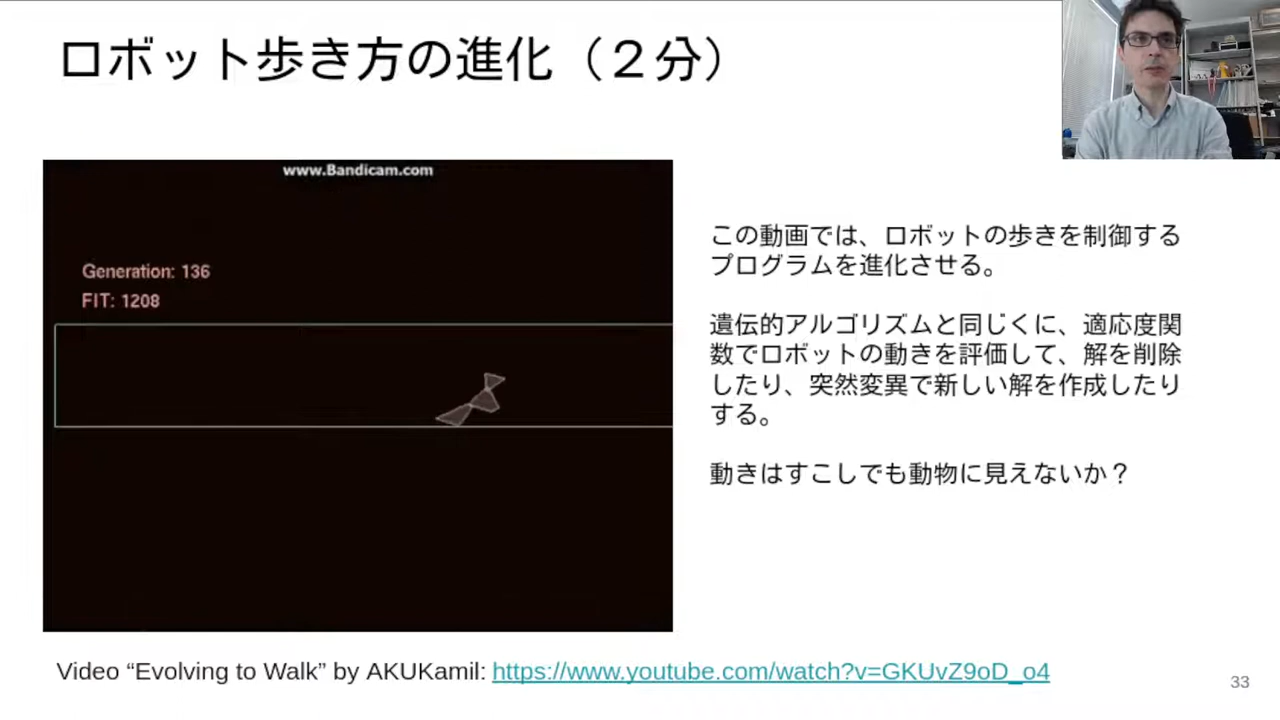 ロボット歩き方の進化（２分）
www.Bandicam.com
Generation: 136
FIT: 1208
この動画では、ロボットの歩きを制御する
プログラムを進化させる。
遺伝的アルゴリズムと同じくに、適応度関
数でロボットの動きを評価して、解を削除
したり、突然変異で新しい解を作成したり
する。
動きはすこしでも動物に見えないか？
Video “Evolving to Walk” by AKUKamil: https://www.youtube.com/watch?v=GKUvZ9oD_o4
33